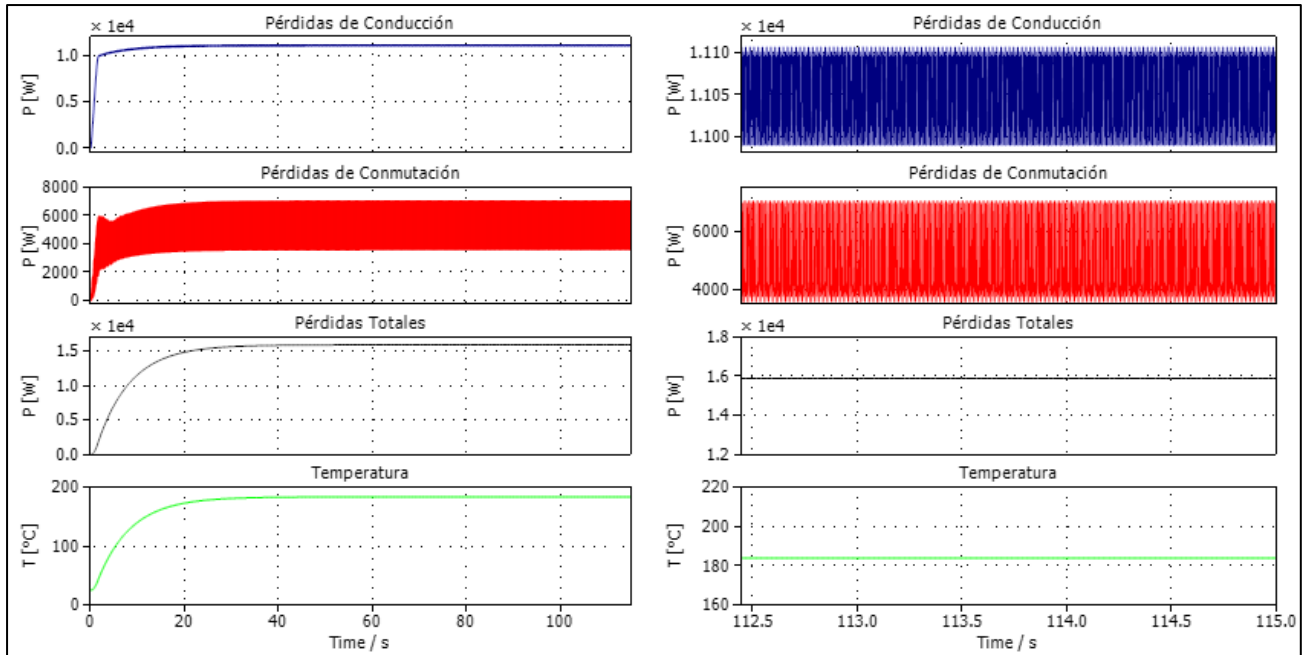 × 1e4 Pérdidas de Conducción
P [W]
1.0
0.5
0.0
Pérdidas de Conmutación
P [W]
8000
6000
4000
2000
0
× 1e4 Pérdidas Totales
P [W]
1.5
1.0
0.5
0.0
Temperatura
T [ºC]
200
100
0
0 20 40 60 80 100
Time / s
× 1e4 Pérdidas de Conducción
P [W]
1.110
1.105
1.100
Pérdidas de Conmutación
P [W]
6000
4000
× 1e4 Pérdidas Totales
P [W]
1.8
1.6
1.4
1.2
Temperatura
T [ºC]
220
200
180
160
112.5 113.0 113.5 114.0 114.5 115.0
Time / s